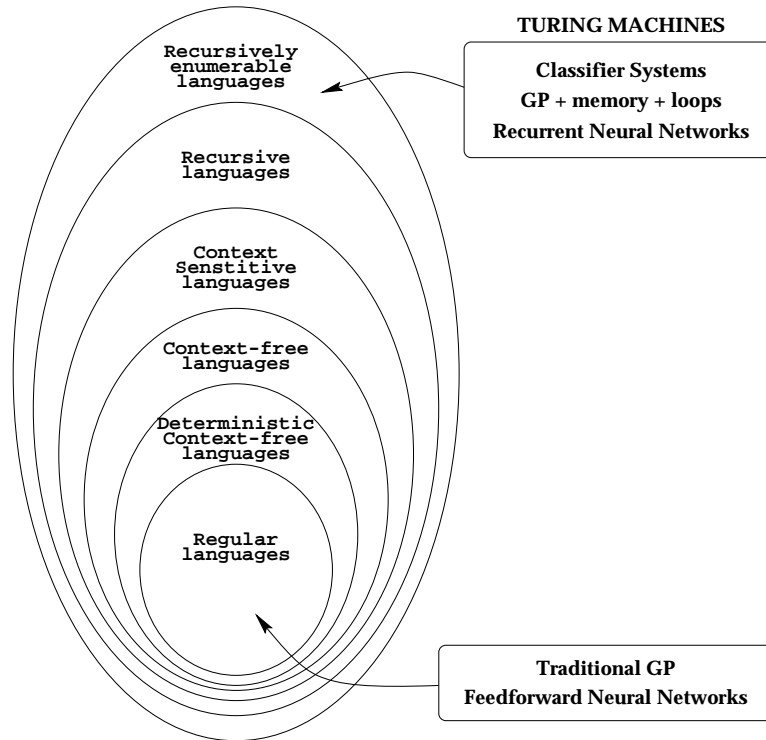 TURING MACHINES
Classifier Systems
GP + memory + loops
Recurrent Neural Networks
Recursively
enumerable
languages
Recursive
languages
Context
Senstitive
languages
Context-free
languages
Deterministic
Context-free
languages
Regular
languages
Traditional GP
Feedforward Neural Networks